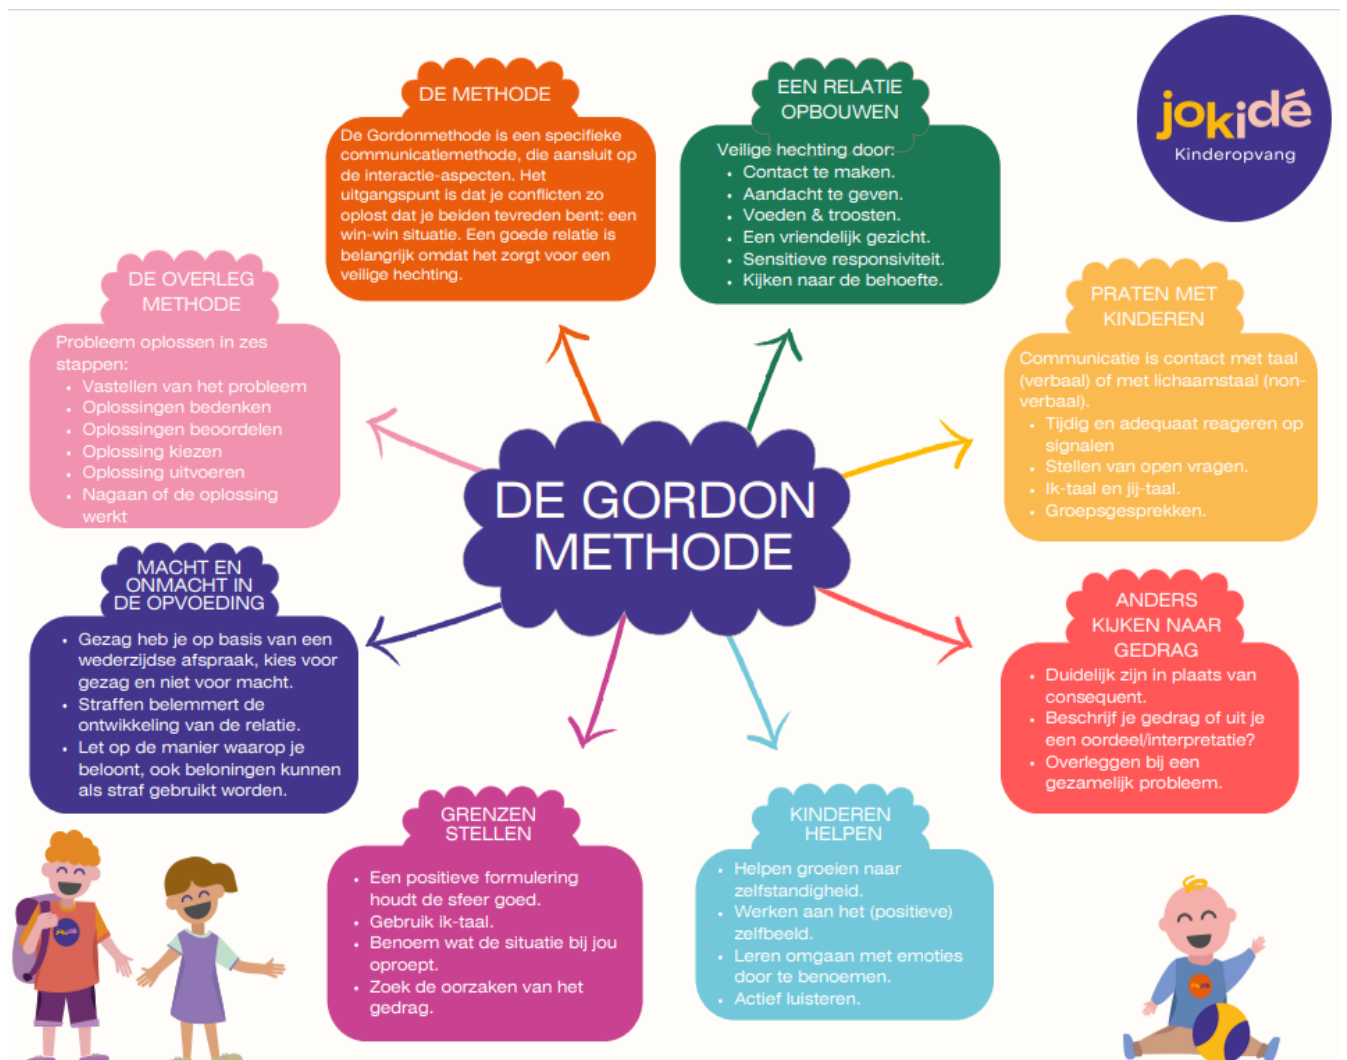 jokidé
Kinderopvang
DE METHODE
De Gordonmethode is een specifieke
communicatiemethode, die aansluit op
de interactie-aspecten. Het
uitgangspunt is dat je conflicten zo
oplost dat je beiden tevreden bent: een
win-win situatie. Een goede relatie is
belangrijk omdat het zorgt voor een
veilige hechting.
EEN RELATIE
OPBOUWEN
Veilige hechting door:
• Contact te maken.
• Aandacht te geven.
• Voeden & troosten.
• Een vriendelijk gezicht.
• Sensitieve responsiviteit.
• Kijken naar de behoefte.
DE OVERLEG
METHODE
Probleem oplossen in zes
stappen:
• Vastellen van het probleem
• Oplossingen bedenken
• Oplossingen beoordelen
• Oplossing kiezen
• Oplossing uitvoeren
• Nagaan of de oplossing
werkt
PRATEN MET
KINDEREN
Communicatie is contact met taal
(verbaal) of met lichaamstaal (non-
verbaal).
• Tijdig en adequaat reageren op
signalen
• Stellen van open vragen.
• Ik-taal en jij-taal.
• Groepsgesprekken.
DE GORDON
METHODE
MACHT EN
ONMACHT IN
DE OPVOEDING
• Gezag heb je op basis van een
wederzijdse afspraak, kies voor
gezag en niet voor macht.
• Straffen belemmert de
ontwikkeling van de relatie.
• Let op de manier waarop je
beloont, ook beloningen kunnen
als straf gebruikt worden.
ANDERS
KIJKEN NAAR
GEDRAG
• Duidelijk zijn in plaats van
consequent.
• Beschrijf je gedrag of uit je
een oordeel/interpretatie?
• Overleggen bij een
gezamelijk probleem.
GRENZEN
STELLEN
• Een positieve formulering
houdt de sfeer goed.
• Gebruik ik-taal.
• Benoem wat de situatie bij jou
oproept.
• Zoek de oorzaken van het
gedrag.
KINDEREN
HELPEN
• Helpen groeien naar
zelfstandigheid.
• Werken aan het (positieve)
zelfbeeld.
• Leren omgaan met emoties
door te benoemen.
• Actief luisteren.